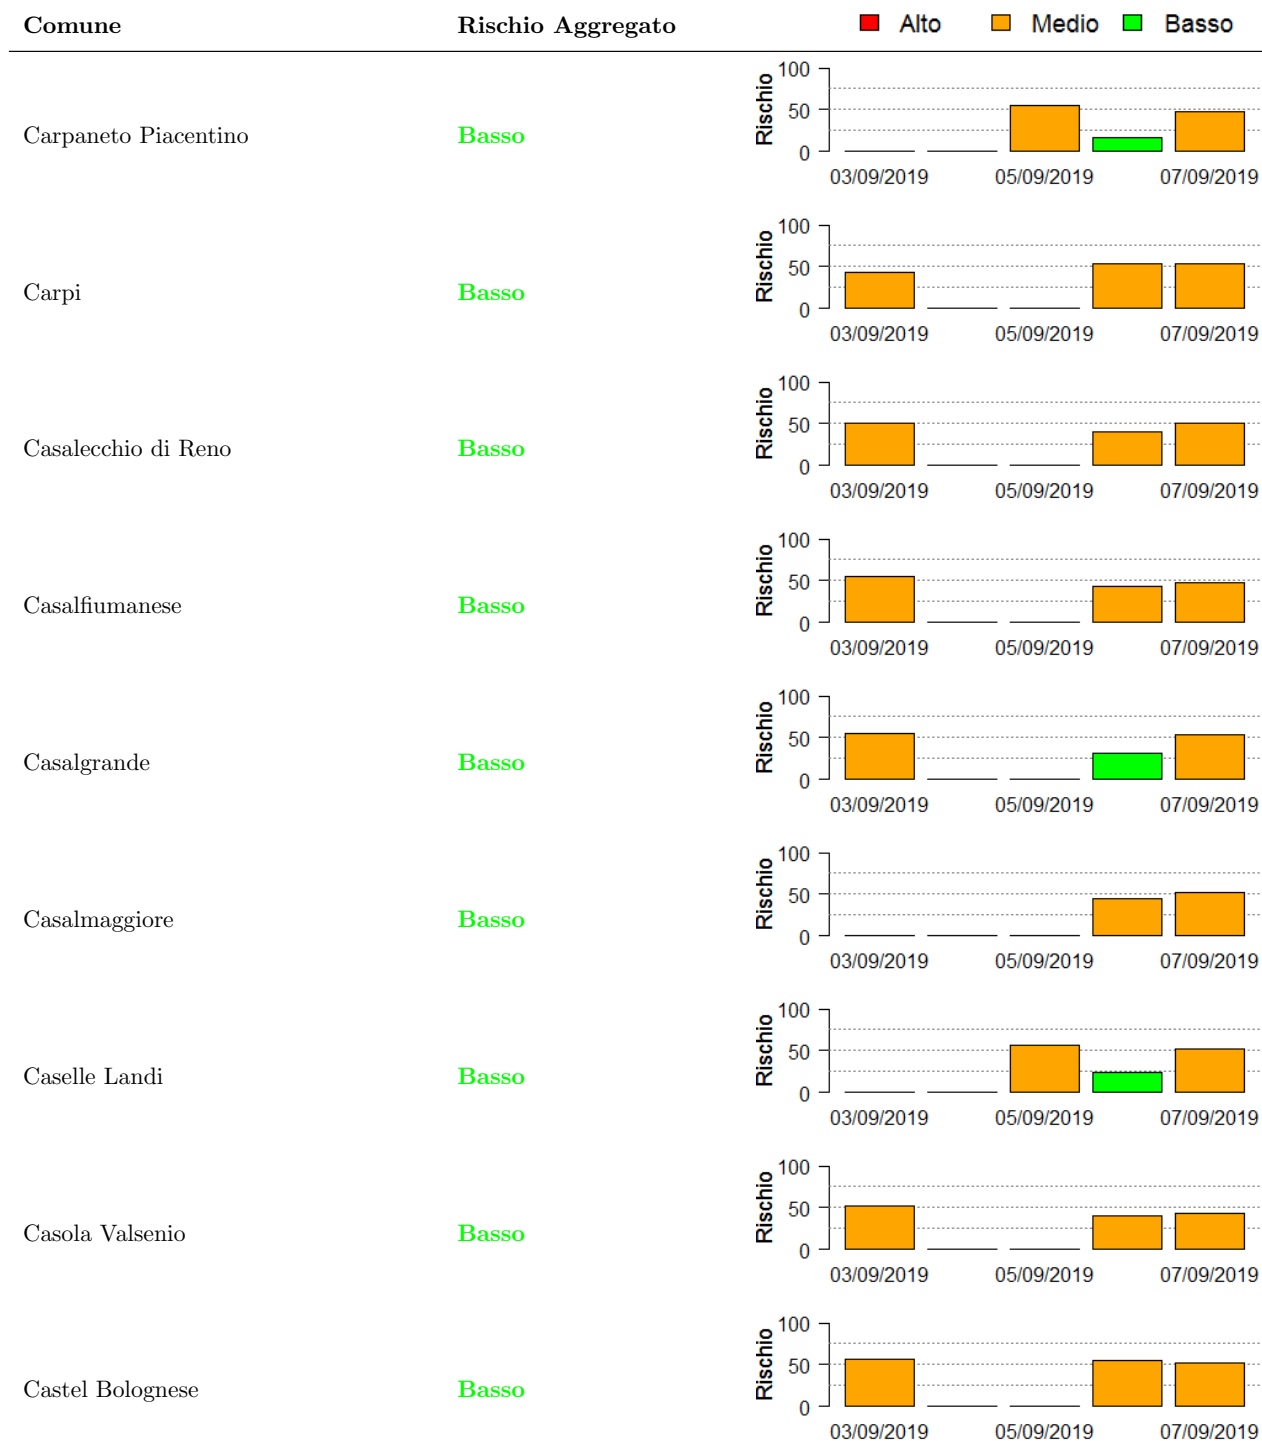 Comune Rischio Aggregato Alto Medio Basso
Carpaneto Piacentino Basso
Rischio
100
50
0
03/09/2019 05/09/2019 07/09/2019
Carpi Basso
Rischio
100
50
0
03/09/2019 05/09/2019 07/09/2019
Casalecchio di Reno Basso
Rischio
100
50
0
03/09/2019 05/09/2019 07/09/2019
Casalfiumanese Basso
Rischio
100
50
0
03/09/2019 05/09/2019 07/09/2019
Casalgrande Basso
Rischio
100
50
0
03/09/2019 05/09/2019 07/09/2019
Casalmaggiore Basso
Rischio
100
50
0
03/09/2019 05/09/2019 07/09/2019
Caselle Landi Basso
Rischio
100
50
0
03/09/2019 05/09/2019 07/09/2019
Casola Valsenio Basso
Rischio
100
50
0
03/09/2019 05/09/2019 07/09/2019
Castel Bolognese Basso
Rischio
100
50
0
03/09/2019 05/09/2019 07/09/2019